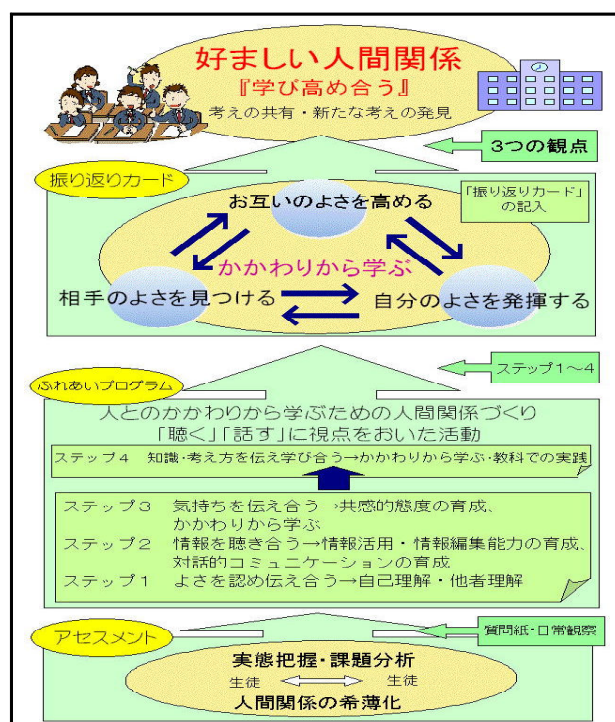 好ましい人間関係
『学び高め合う』
考えの共有・新たな考えの発見
3つの観点
振り返りカード
「振り返りカード」
の記入
お互いのよさを高める
かかわりから学ぶ
相手のよさを見つける
自分のよさを発揮する
ステップ1～4
ふれあいプログラム
人とのかかわりから学ぶための人間関係づくり
「聴く」「話す」に視点をおいた活動
ステップ4 知識・考え方を伝え学び合う→かかわりから学ぶ・教科での実践
ステップ3 気持ちを伝え合う→共感的態度の育成、
かかわりから学ぶ
ステップ2 情報を聴き合う→情報活用・情報編集能力の育成、
対話的コミュニケーションの育成
ステップ1 よさを認め伝え合う→自己理解・他者理解
アセスメント
質問紙・日常観察
実態把握・課題分析
生徒 生徒
人間関係の希薄化